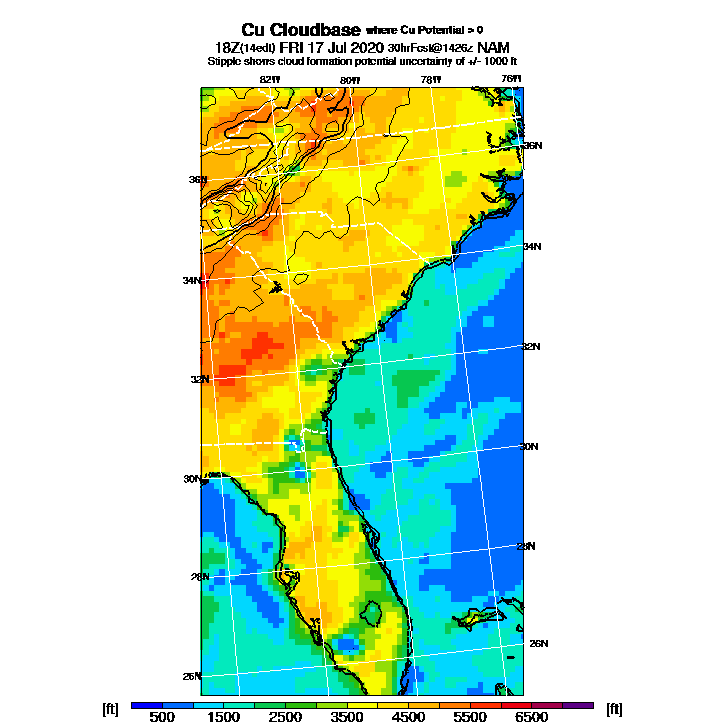 Cu Cloudbase where Cu Potential > 0
18Z(14edt) FRI 17 Jul 2020 30hrFcst@1426z NAM
Stipple shows cloud formation potential uncertainty of +/- 1000 ft
82W 80W 78W 76W
36N 36N
34N 34N
32N 32N
30N 30N
28N 28N
26N 26N
[ft] 500 1500 2500 3500 4500 5500 6500 [ft]